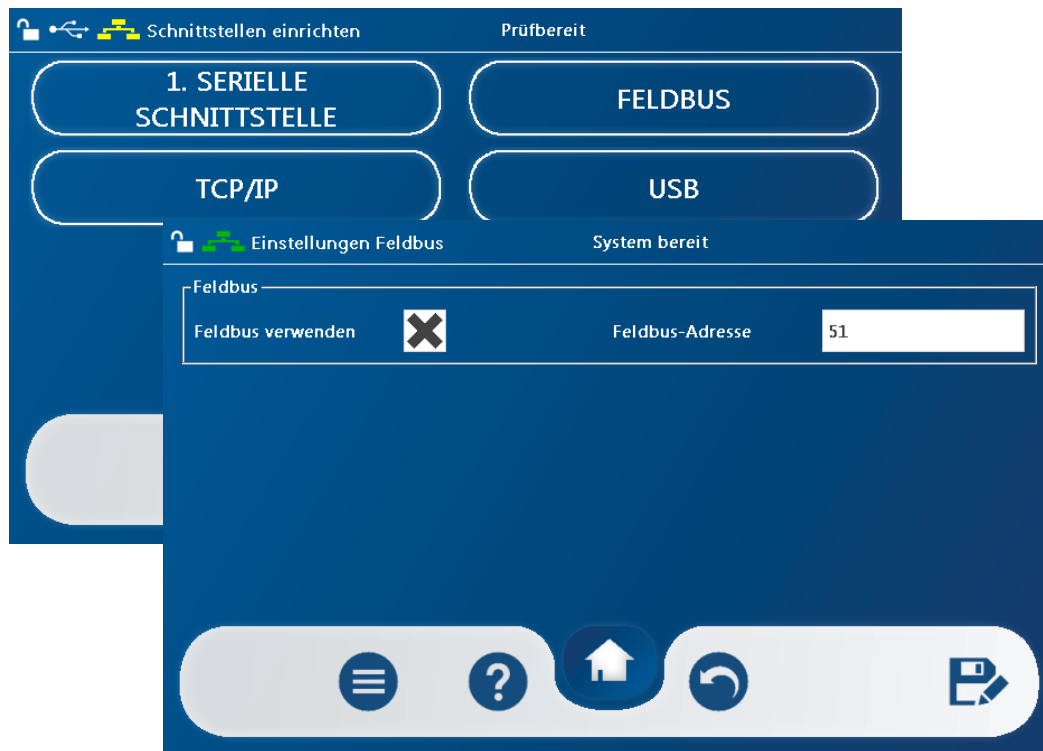 Schnittstellen einrichten Prüfbereit
1. SERIELLE
SCHNITTSTELLE
FELDBUS
TCP/IP
USB
Einstellungen Feldbus System bereit
Feldbus
Feldbus verwenden Feldbus-Adresse 51
?